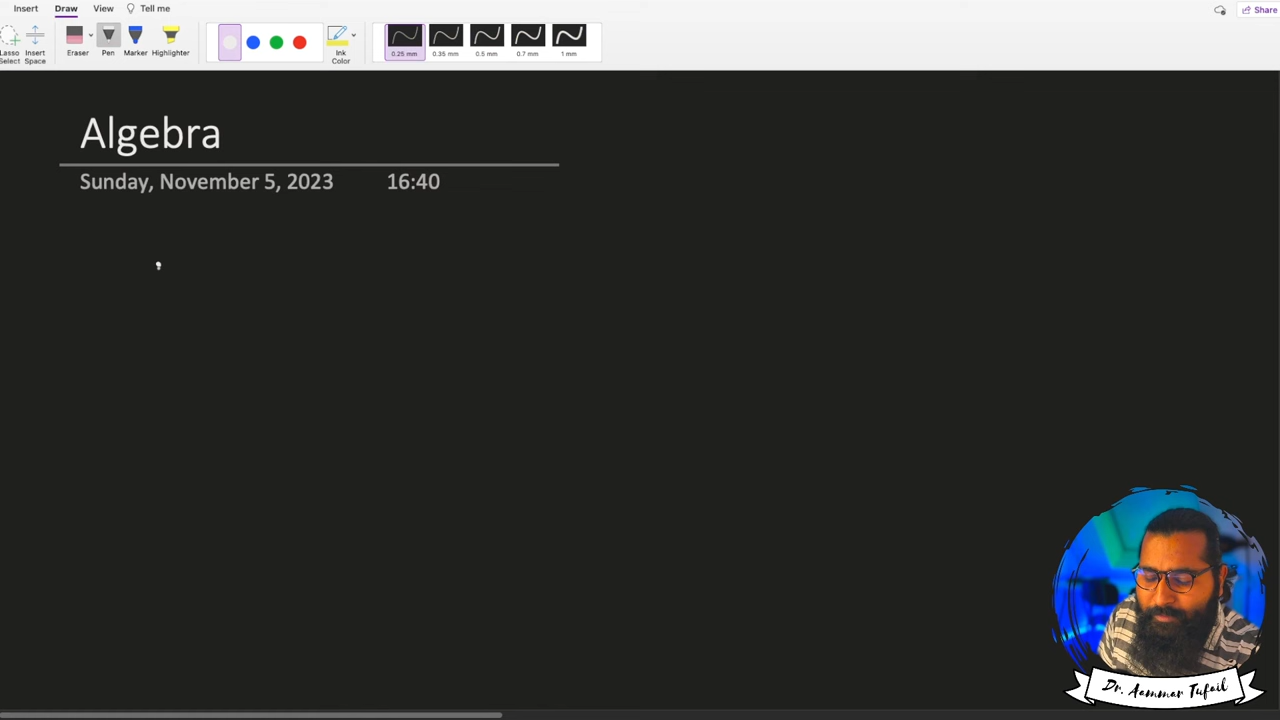 Insert Draw View Tell me
Share
Lasso Select
Insert Space
Eraser
Pen
Marker
Highlighter
Ink Color
0.25 mm
0.35 mm
0.5 mm
0.7 mm
1 mm
Algebra
Sunday, November 5, 2023 16:40
Dr. Aammar Tufail